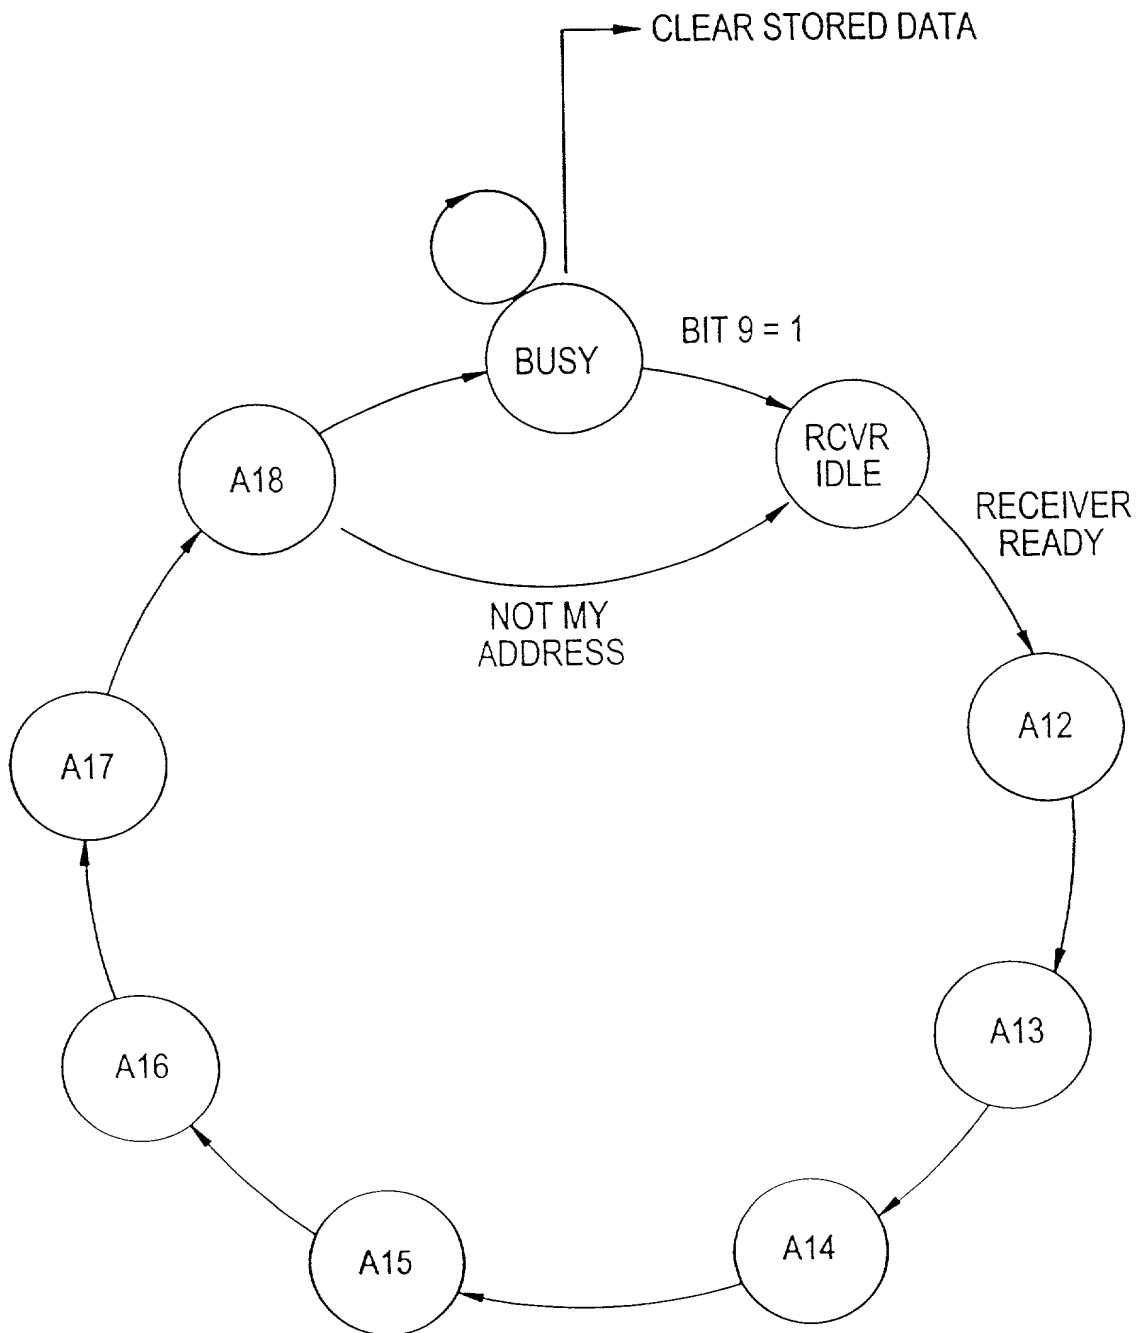 CLEAR STORED DATA
BUSY
BIT 9 = 1
RCVR
IDLE
A18
RECEIVER
READY
NOT MY
ADDRESS
A12
A17
A13
A16
A14
A15